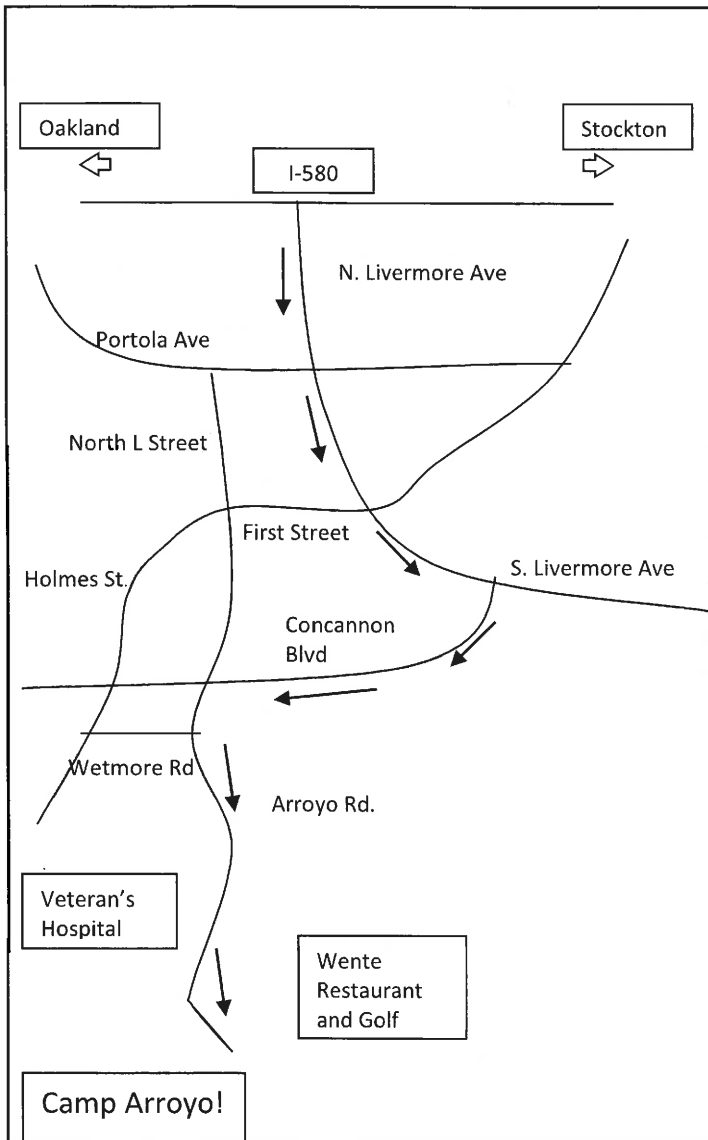 Oakland
Stockton
I-580
N. Livermore Ave
Portola Ave
North L Street
First Street
Holmes St.
S. Livermore Ave
Concannon
Blvd
Wetmore Rd
Arroyo Rd.
Veteran's
Hospital
Wente
Restaurant
and Golf
Camp Arroyo!